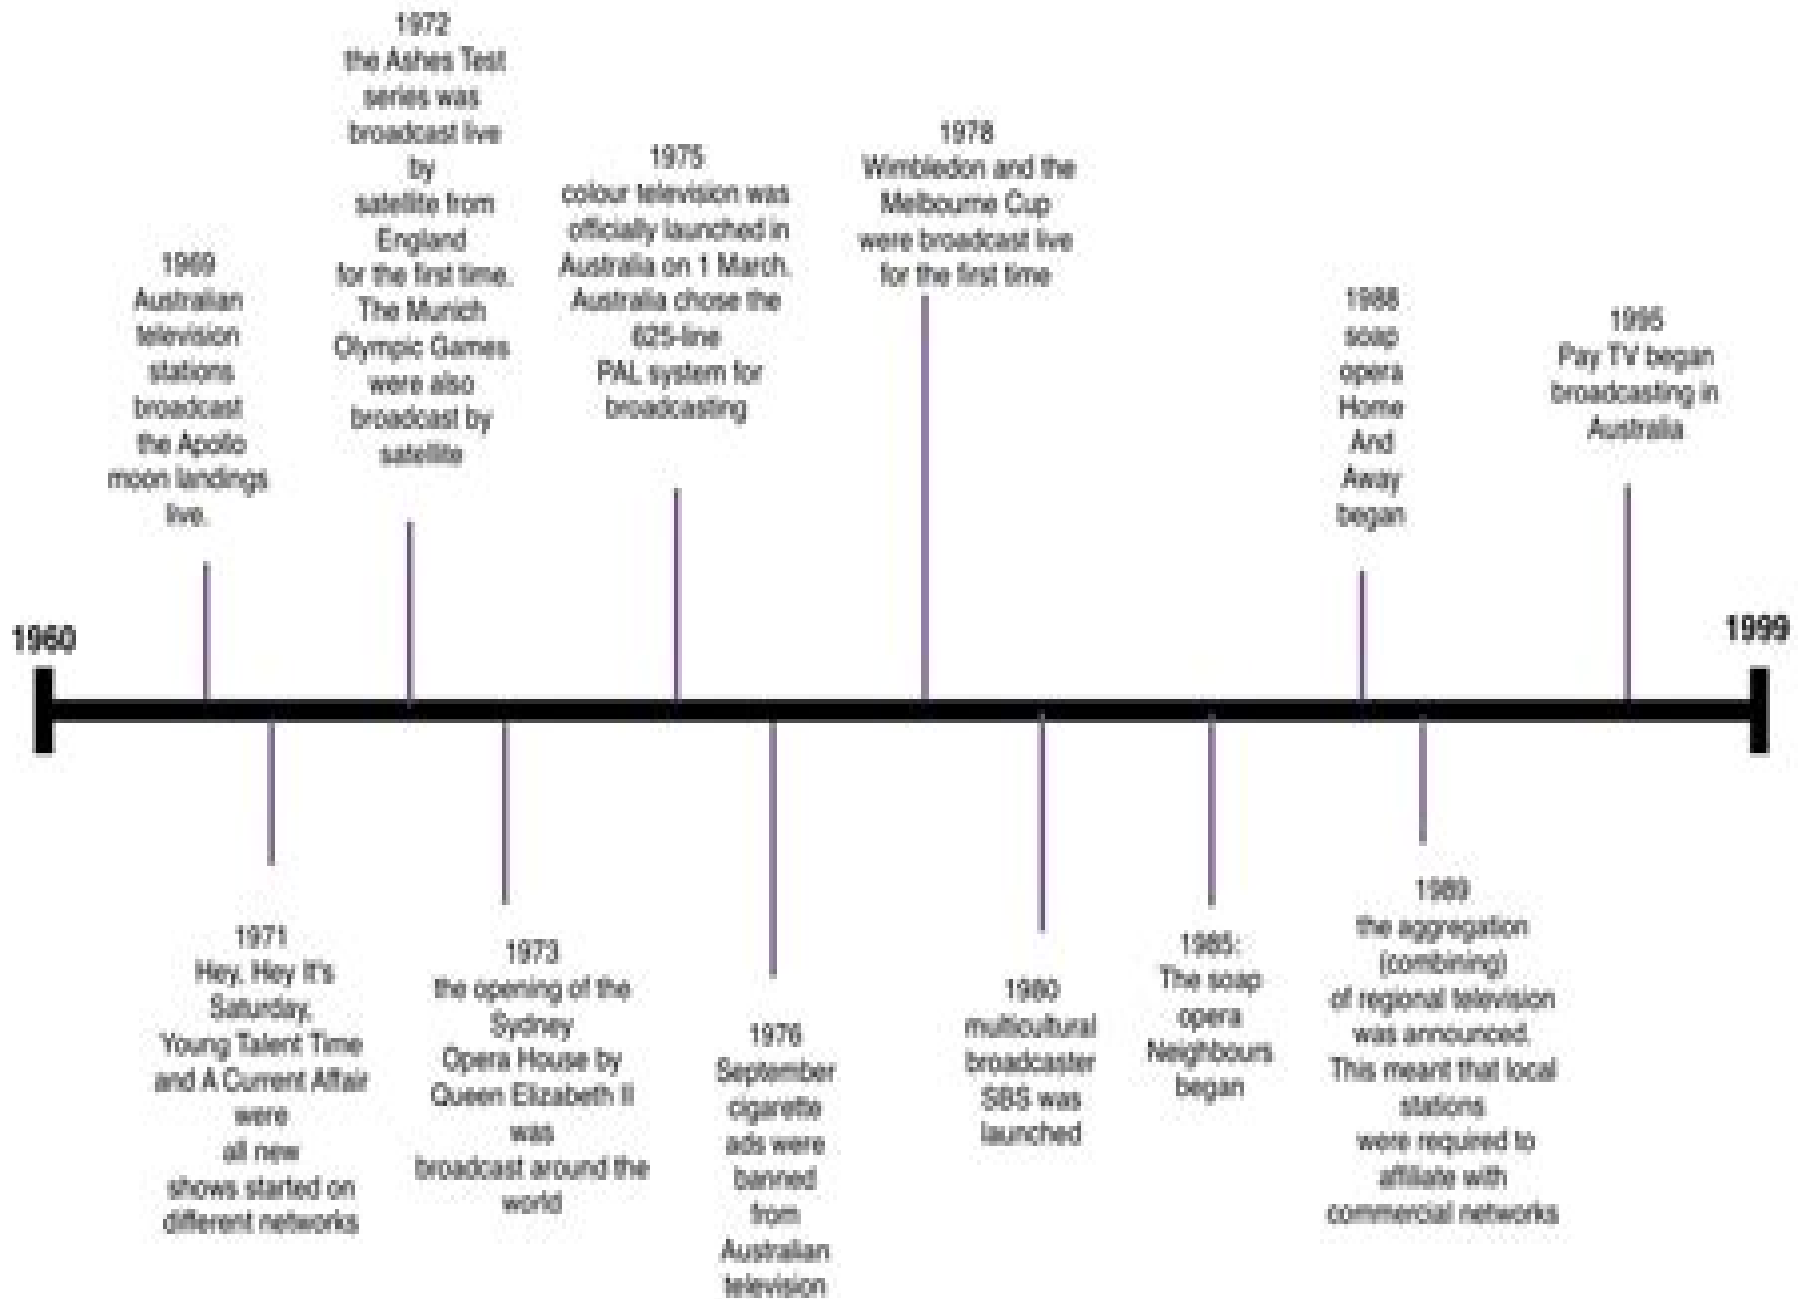 1972
the Ashes Test
series was
broadcast live
by
satellite from
England
for the first time.
The Munich
Olympic Games
were also
broadcast by
satellite
1978
Wimbledon and the
Melbourne Cup
were broadcast live
for the first time
1975
colour television was
officially launched in
Australia on 1 March.
Australia chose the
625-line
PAL system for
broadcasting
1969
Australian
television
stations
broadcast
the Apollo
moon landings
live.
1988
soap
opera
Home
And
Away
began
1995
Pay TV began
broadcasting in
Australia
1960
1999
1971
Hey, Hey It's
Saturday,
Young Talent Time
and A Current Affair
were
all new
shows started on
different networks
1973
the opening of the
Sydney
Opera House by
Queen Elizabeth II
was
broadcast around the
world
1976
September
cigarette
ads were
banned
from
Australian
television
1980
multicultural
broadcaster
SBS was
launched
1985:
The soap
opera
Neighbours
began
1989
the aggregation
(combining)
of regional television
was announced.
This meant that local
stations
were required to
affiliate with
commercial networks